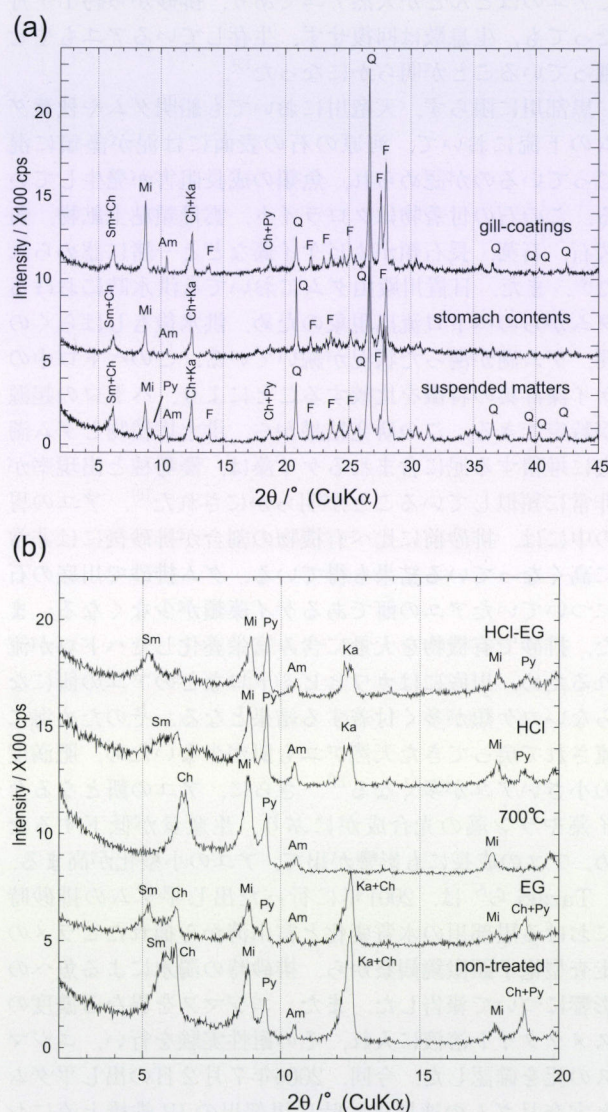 (a)
Intensity / X100 cps
20
15
10
5
0
Sm+Ch
Mi
Am
Ch+Ka
F
Ch+Py
Q
F
F
F
F
Q
F
Q
Q
Q
Q
gill-coatings
Sm+Ch
Mi
Am
Ch+Ka
Q
Q
F
stomach contents
Sm+Ch
Mi
Py
Am
Ch+Ka
F
Ch+Py
Q
F
F
F
F
Q
F
Q
Q
Q
Q
suspended matters
5
10
15
20
25
30
35
40
45
2θ /° (CuKα)
(b)
Intensity / X100 cps
20
15
10
5
0
Sm
Mi
Py
Am
Ka
Mi
Py
HCl-EG
Sm
Mi
Py
Am
Ka
Mi
Py
HCl
Ch
Mi
Py
Am
700℃
Sm
Ch
Mi
Py
Am
Ka+Ch
Mi
Ch+Py
EG
Sm
Ch
Mi
Py
Am
Ka+Ch
Mi
Ch+Py
non-treated
5
10
15
20
2θ /° (CuKα)